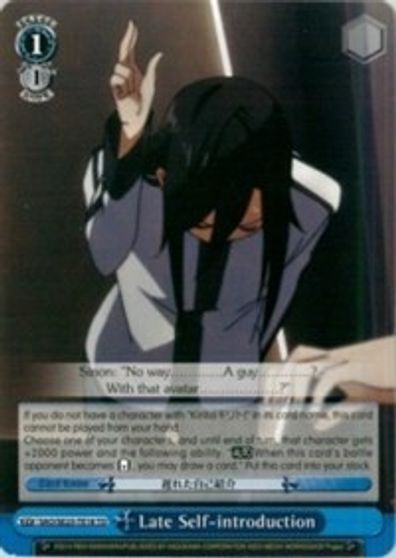 1
1
Sinon: "No way............A guy............?
With that avatar............?"
If you do not have a character with "Kirito/キリト" in its card name, this card
cannot be played from your hand.
Choose one of your characters, and until end of turn, that character gets
+2000 power and the following ability. "When this card's battle
opponent becomes, you may draw a card." Put this card into your stock
遅れた自己紹介
Late Self-introduction